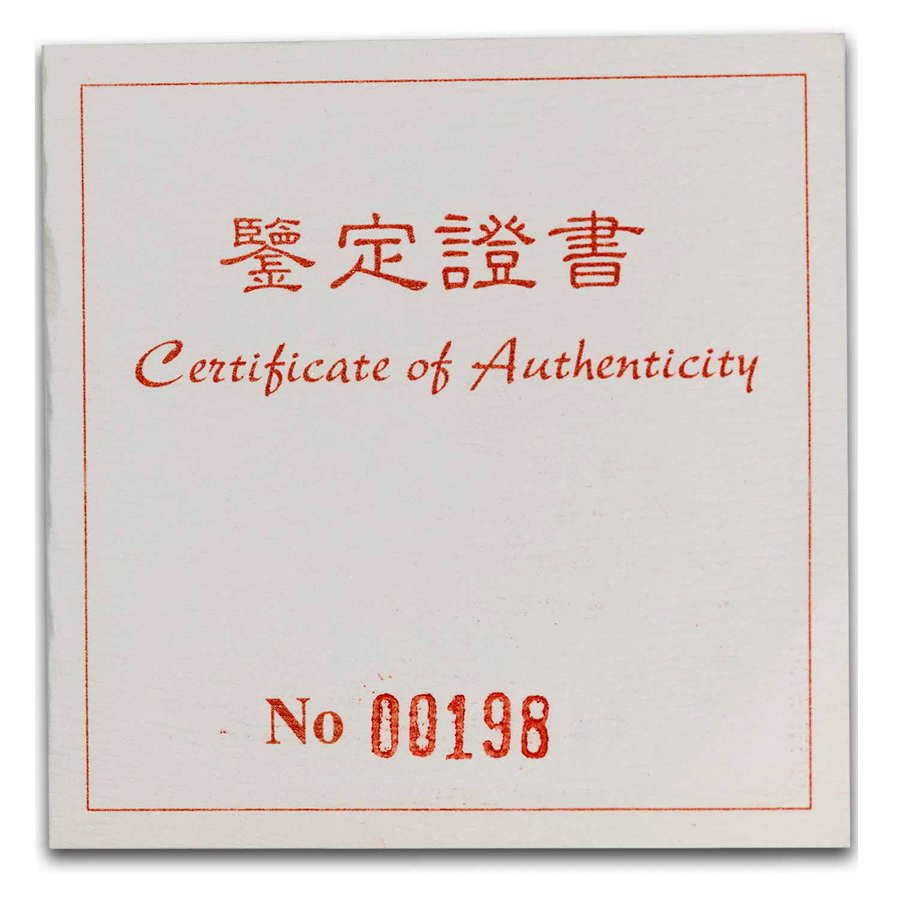 鑒定證書
Certificate of Authenticity
No 00198